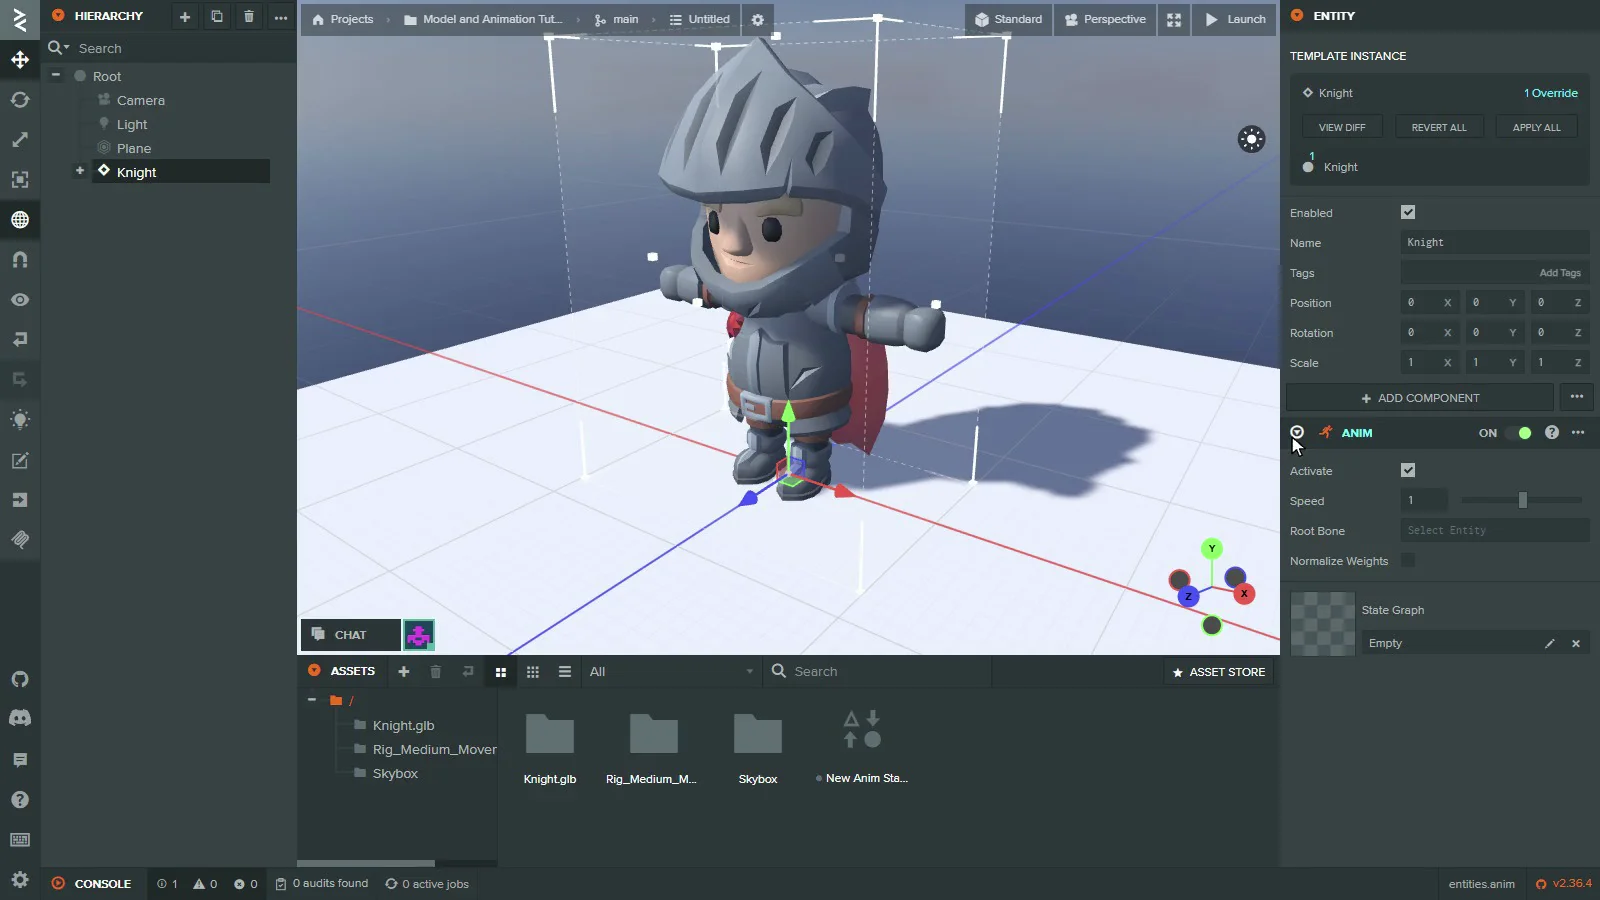 HIERARCHY
Search
Root
Camera
Light
Plane
Knight
Projects
Model and Animation Tut...
main
Untitled
Standard
Perspective
Launch
Y
X
Z
CHAT
ASSETS
All
Search
ASSET STORE
/
Knight.glb
Rig_Medium_Mover
Skybox
Knight.glb
Rig_Medium_M...
Skybox
New Anim Sta...
CONSOLE
1
0
0
0 audits found
0 active jobs
entities.anim
v2.36.4
ENTITY
TEMPLATE INSTANCE
Knight
1 Override
VIEW DIFF
REVERT ALL
APPLY ALL
1
Knight
Enabled
Name
Knight
Tags
Add Tags
Position
0 X 0 Y 0 Z
Rotation
0 X 0 Y 0 Z
Scale
1 X 1 Y 1 Z
ADD COMPONENT
ANIM
ON
Activate
Speed
1
Root Bone
Select Entity
Normalize Weights
State Graph
Empty